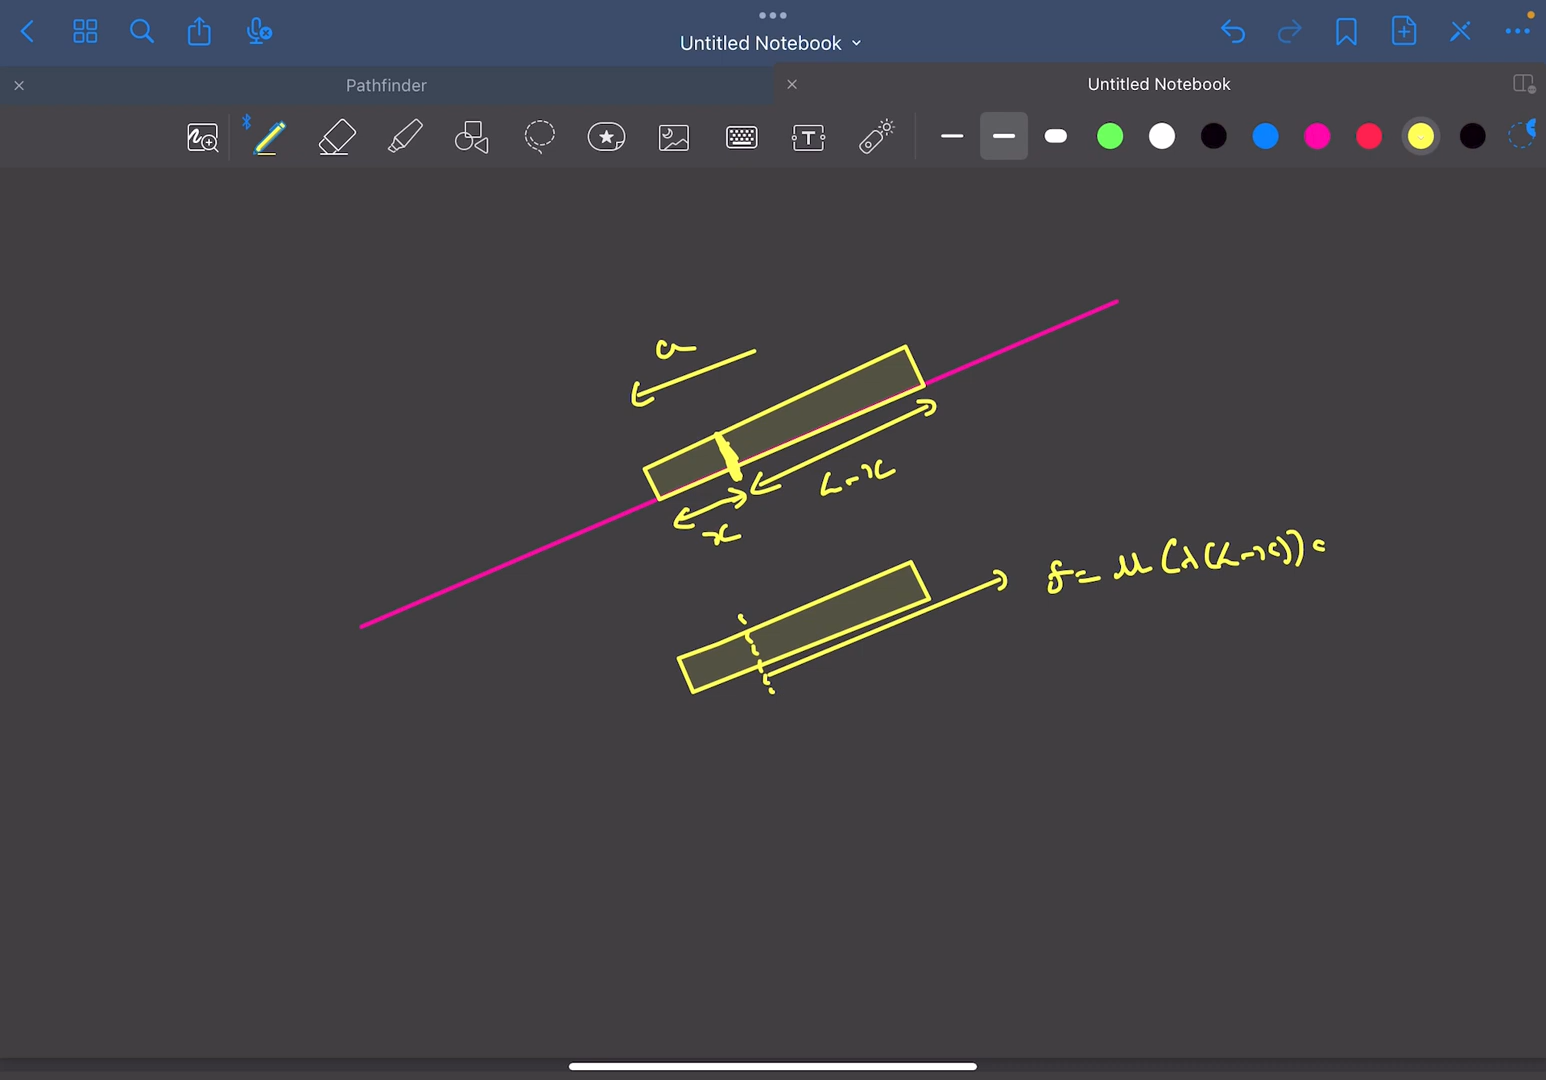 Untitled Notebook
Pathfinder
Untitled Notebook
T
a
L-x
x
f= μ(λ(L-x))